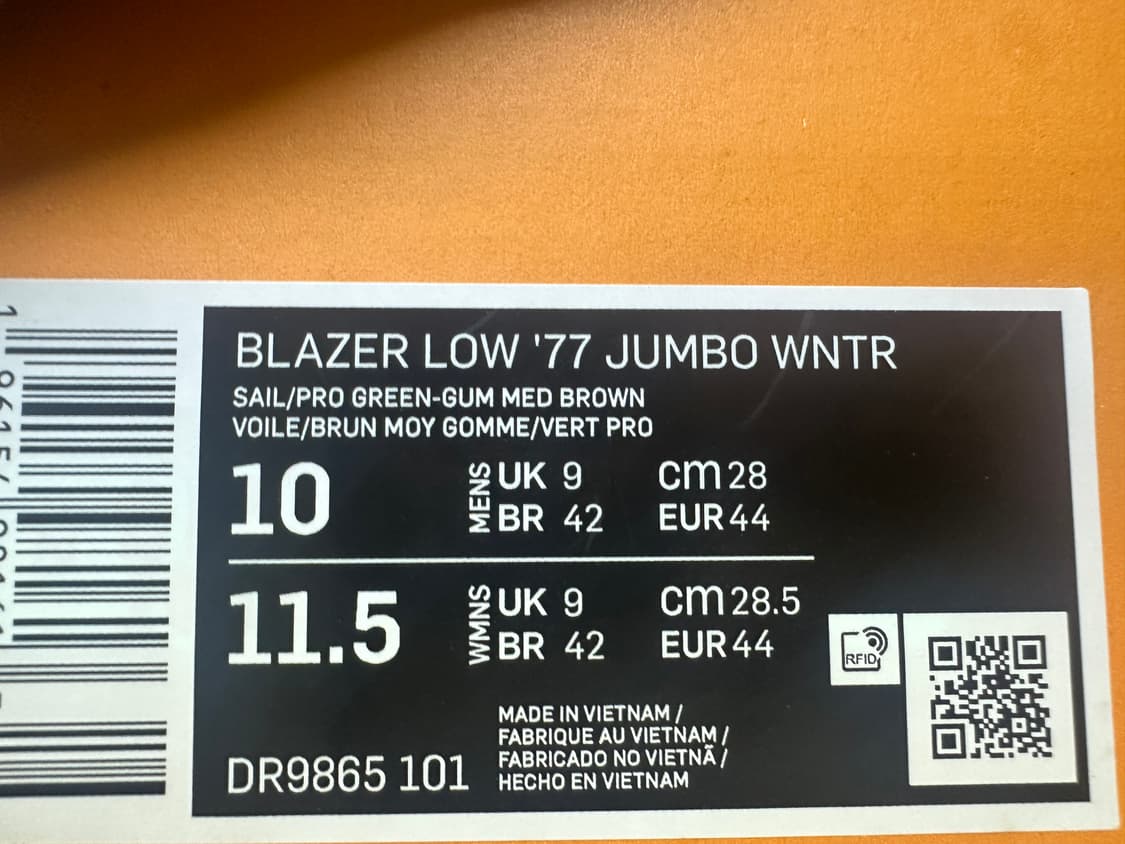 BLAZER LOW '77 JUMBO WNTR
SAIL/PRO GREEN-GUM MED BROWN
VOILE/BRUN MOY GOMME/VERT PRO
10 MENS UK 9 cm 28
BR 42 EUR 44
11.5 WMNS UK 9 cm 28.5
BR 42 EUR 44
RFID
MADE IN VIETNAM /
FABRIQUE AU VIETNAM /
FABRICADO NO VIETNÃ /
HECHO EN VIETNAM
DR9865 101